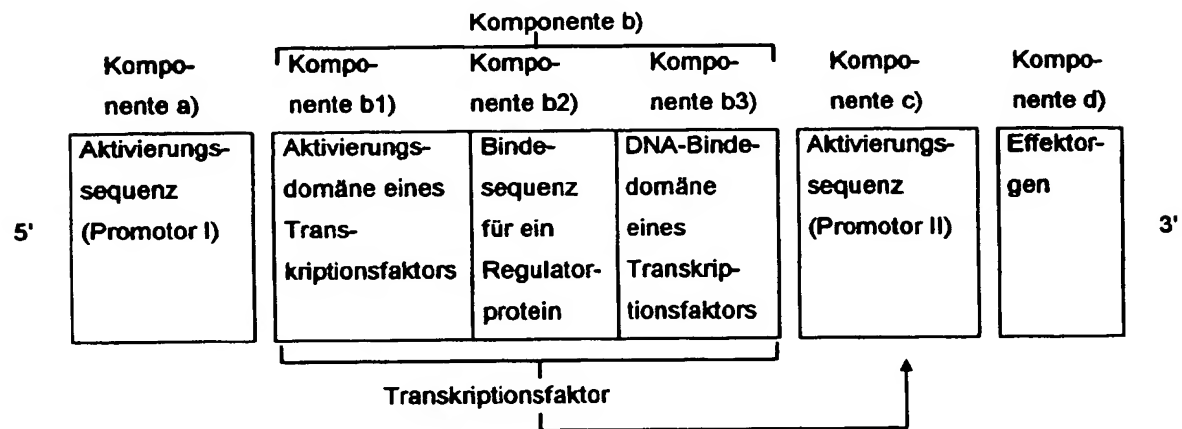 Komponente b)
Kompo-
nente a)
Kompo-
nente b1)
Kompo-
nente b2)
Kompo-
nente b3)
Kompo-
nente c)
Kompo-
nente d)
5'
Aktivierungs-
sequenz
(Promotor I)
Aktivierungs-
domäne eines
Trans-
kriptionsfaktors
Binde-
sequenz
für ein
Regulator-
protein
DNA-Binde-
domäne
eines
Transkrip-
tionsfaktors
Aktivierungs-
sequenz
(Promotor II)
Effektor-
gen
3'
Transkriptionsfaktor